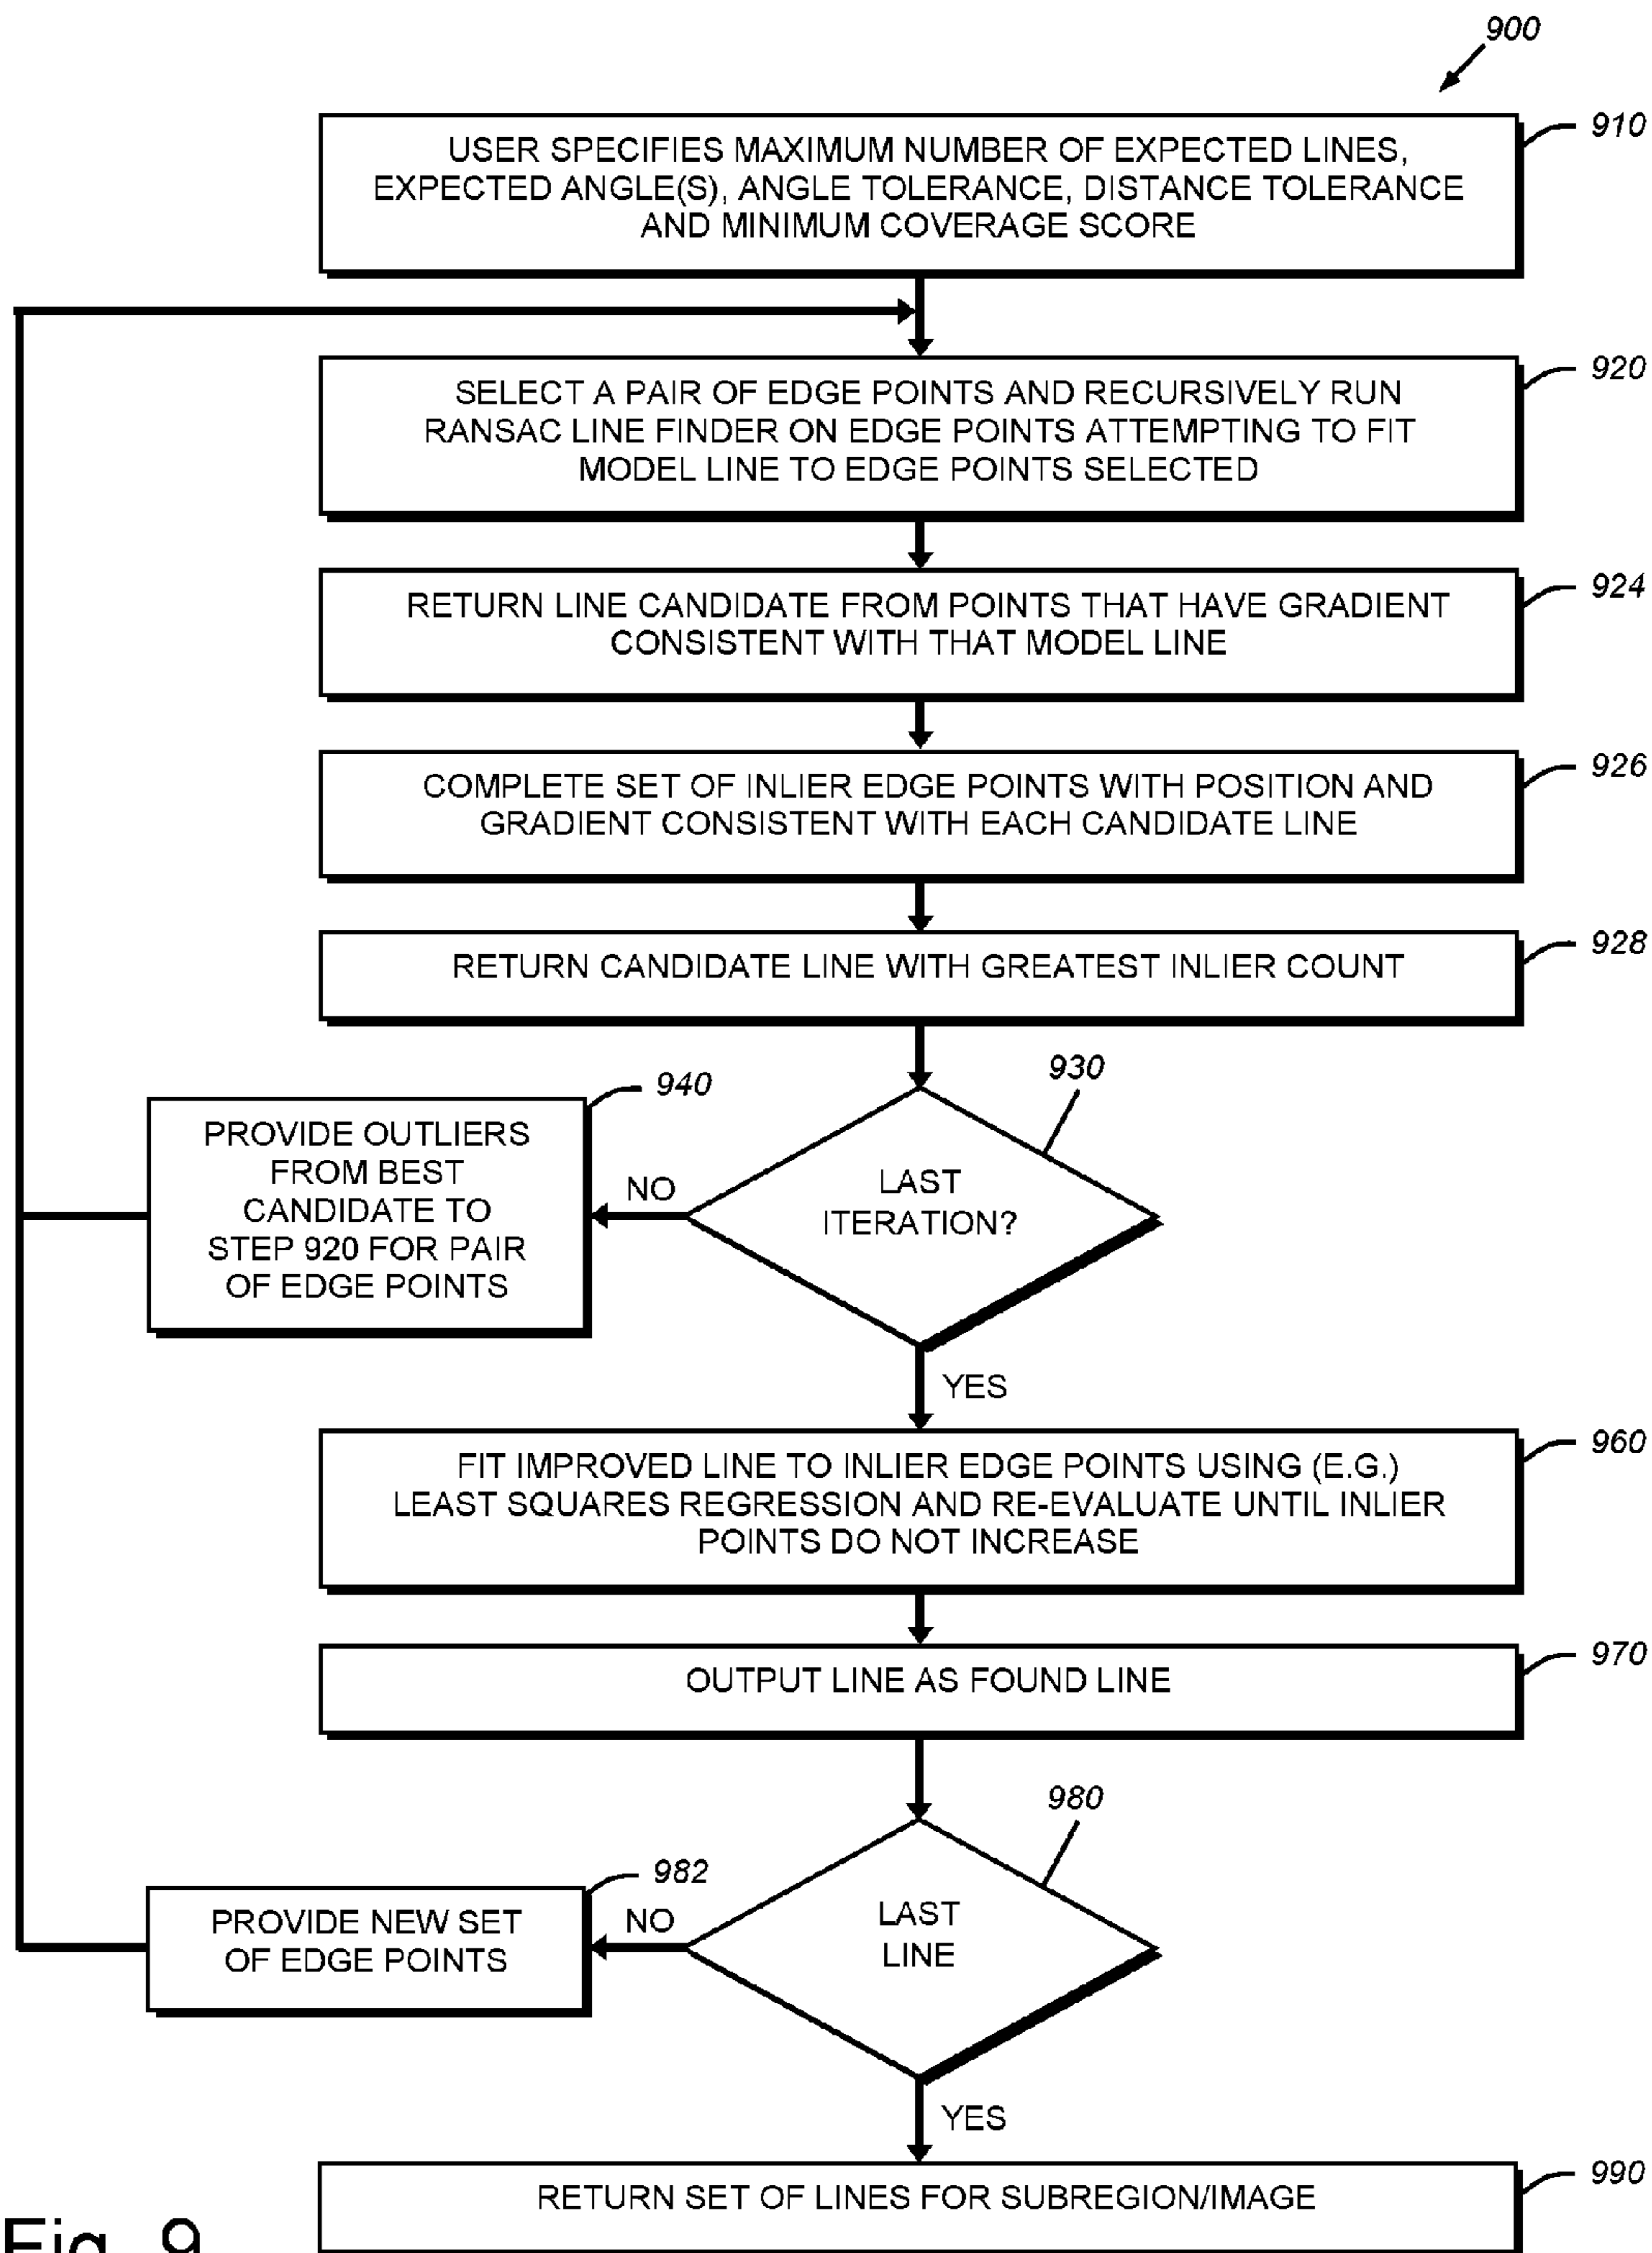 900
910
USER SPECIFIES MAXIMUM NUMBER OF EXPECTED LINES,
EXPECTED ANGLE(S), ANGLE TOLERANCE, DISTANCE TOLERANCE
AND MINIMUM COVERAGE SCORE
920
SELECT A PAIR OF EDGE POINTS AND RECURSIVELY RUN
RANSAC LINE FINDER ON EDGE POINTS ATTEMPTING TO FIT
MODEL LINE TO EDGE POINTS SELECTED
924
RETURN LINE CANDIDATE FROM POINTS THAT HAVE GRADIENT
CONSISTENT WITH THAT MODEL LINE
926
COMPLETE SET OF INLIER EDGE POINTS WITH POSITION AND
GRADIENT CONSISTENT WITH EACH CANDIDATE LINE
928
RETURN CANDIDATE LINE WITH GREATEST INLIER COUNT
930
LAST
ITERATION?
NO
940
PROVIDE OUTLIERS
FROM BEST
CANDIDATE TO
STEP 920 FOR PAIR
OF EDGE POINTS
YES
960
FIT IMPROVED LINE TO INLIER EDGE POINTS USING (E.G.)
LEAST SQUARES REGRESSION AND RE-EVALUATE UNTIL INLIER
POINTS DO NOT INCREASE
970
OUTPUT LINE AS FOUND LINE
980
LAST
LINE
NO
982
PROVIDE NEW SET
OF EDGE POINTS
YES
990
RETURN SET OF LINES FOR SUBREGION/IMAGE
Fig. 9